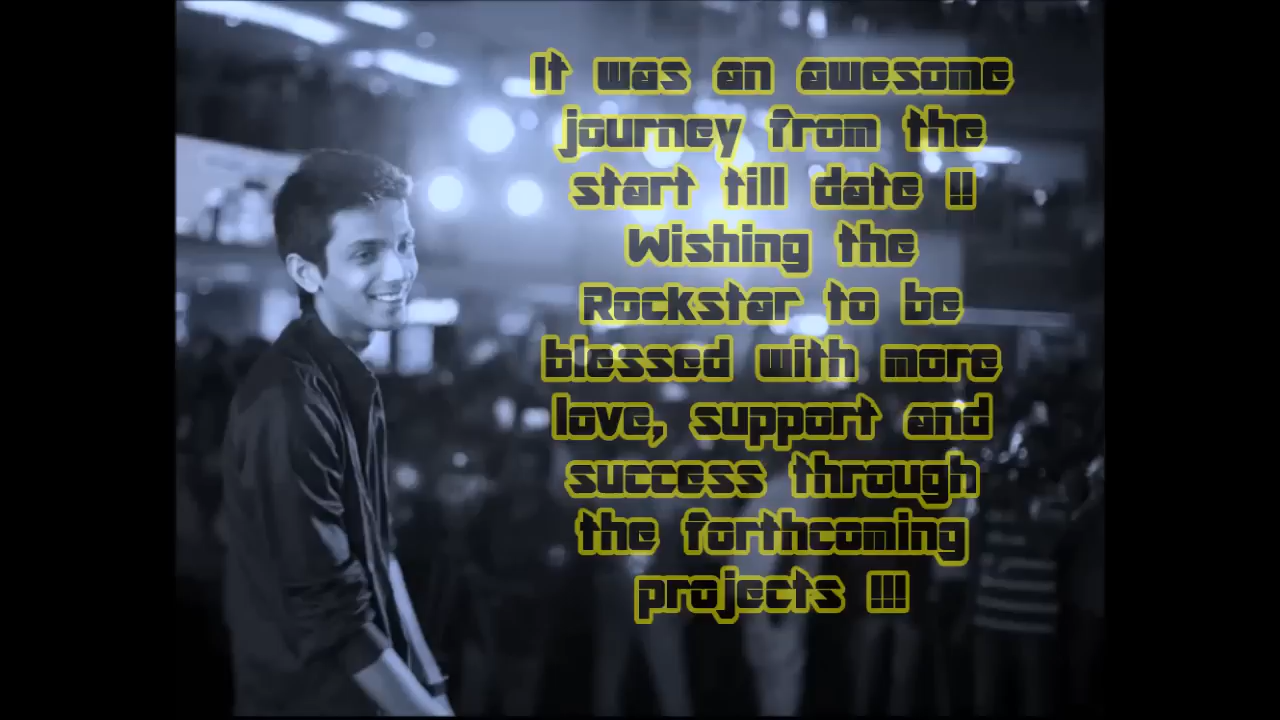 It was an awesome
journey from the
start till date !!
Wishing the
Rockstar to be
blessed with more
love, support and
success through
the forthcoming
projects !!!